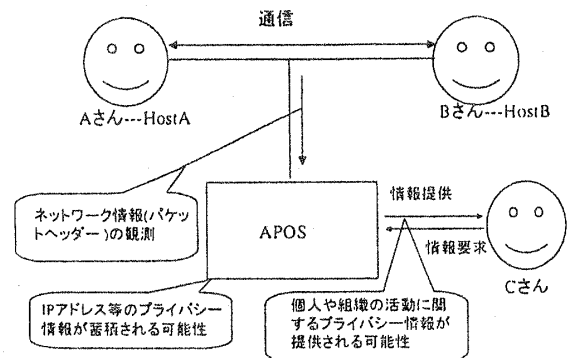 通信
Aさん---HostA
Bさん---HostB
ネットワーク情報(パケッ
トヘッダー)の観測
APOS
情報提供
情報要求
Cさん
IPアドレス等のプライバシー
情報が蓄積される可能性
個人や組織の活動に関
するプライバシー情報が
提供される可能性